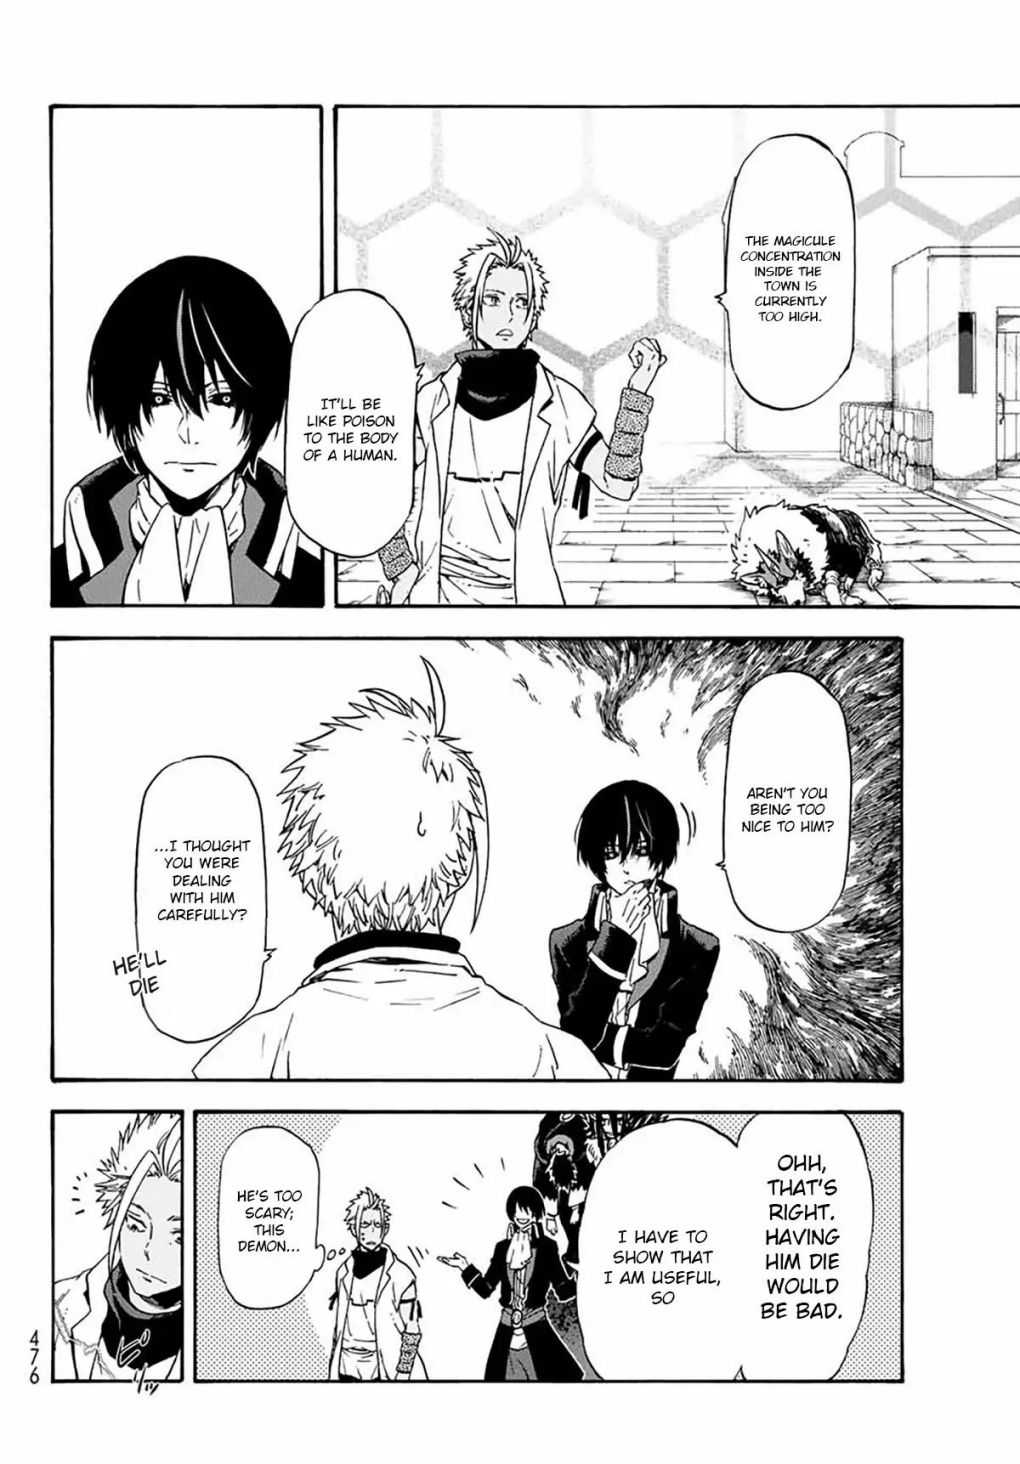 THE MAGICULE
CONCENTRATION
INSIDE THE
TOWN IS
CURRENTLY
TOO HIGH.
IT'LL BE
LIKE POISON
TO THE BODY
OF A HUMAN.
AREN'T YOU
BEING TOO
NICE TO HIM?
...I THOUGHT
YOU WERE
DEALING
WITH HIM
CAREFULLY?
HE'LL
DIE
OHH,
THAT'S
RIGHT.
HAVING
HIM DIE
WOULD
BE BAD.
I HAVE TO
SHOW THAT
I AM USEFUL,
SO
HE'S TOO
SCARY;
THIS
DEMON...
ピリッ
476